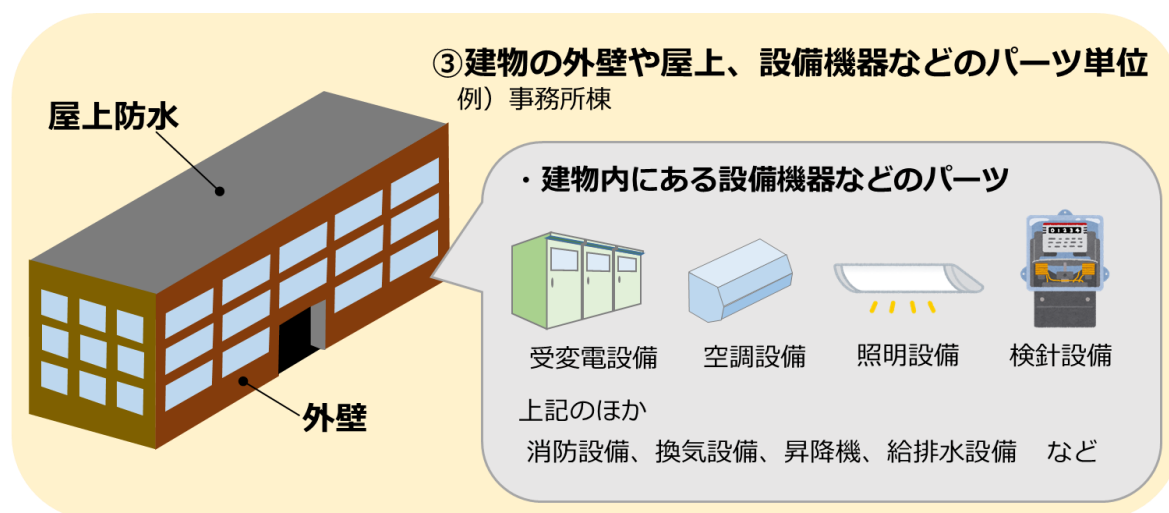 ③建物の外壁や屋上、設備機器などのパーツ単位
例）事務所棟
屋上防水
外壁
・建物内にある設備機器などのパーツ
01234
受変電設備
空調設備
照明設備
検針設備
上記のほか
消防設備、換気設備、昇降機、給排水設備　など